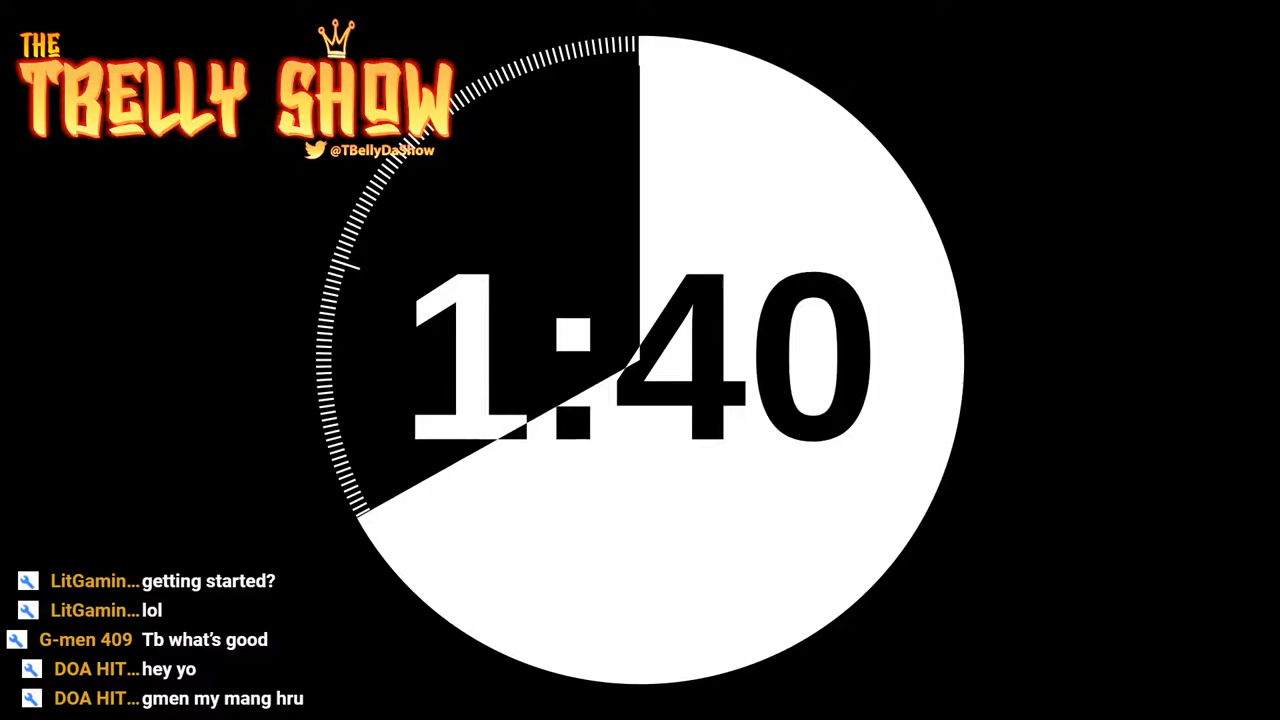 THE
TBELLY SHOW
@TBellyDaShow
1:40
LitGamin... getting started?
LitGamin... lol
G-men 409 Tb what's good
DOA HIT... hey yo
DOA HIT... gmen my mang hru